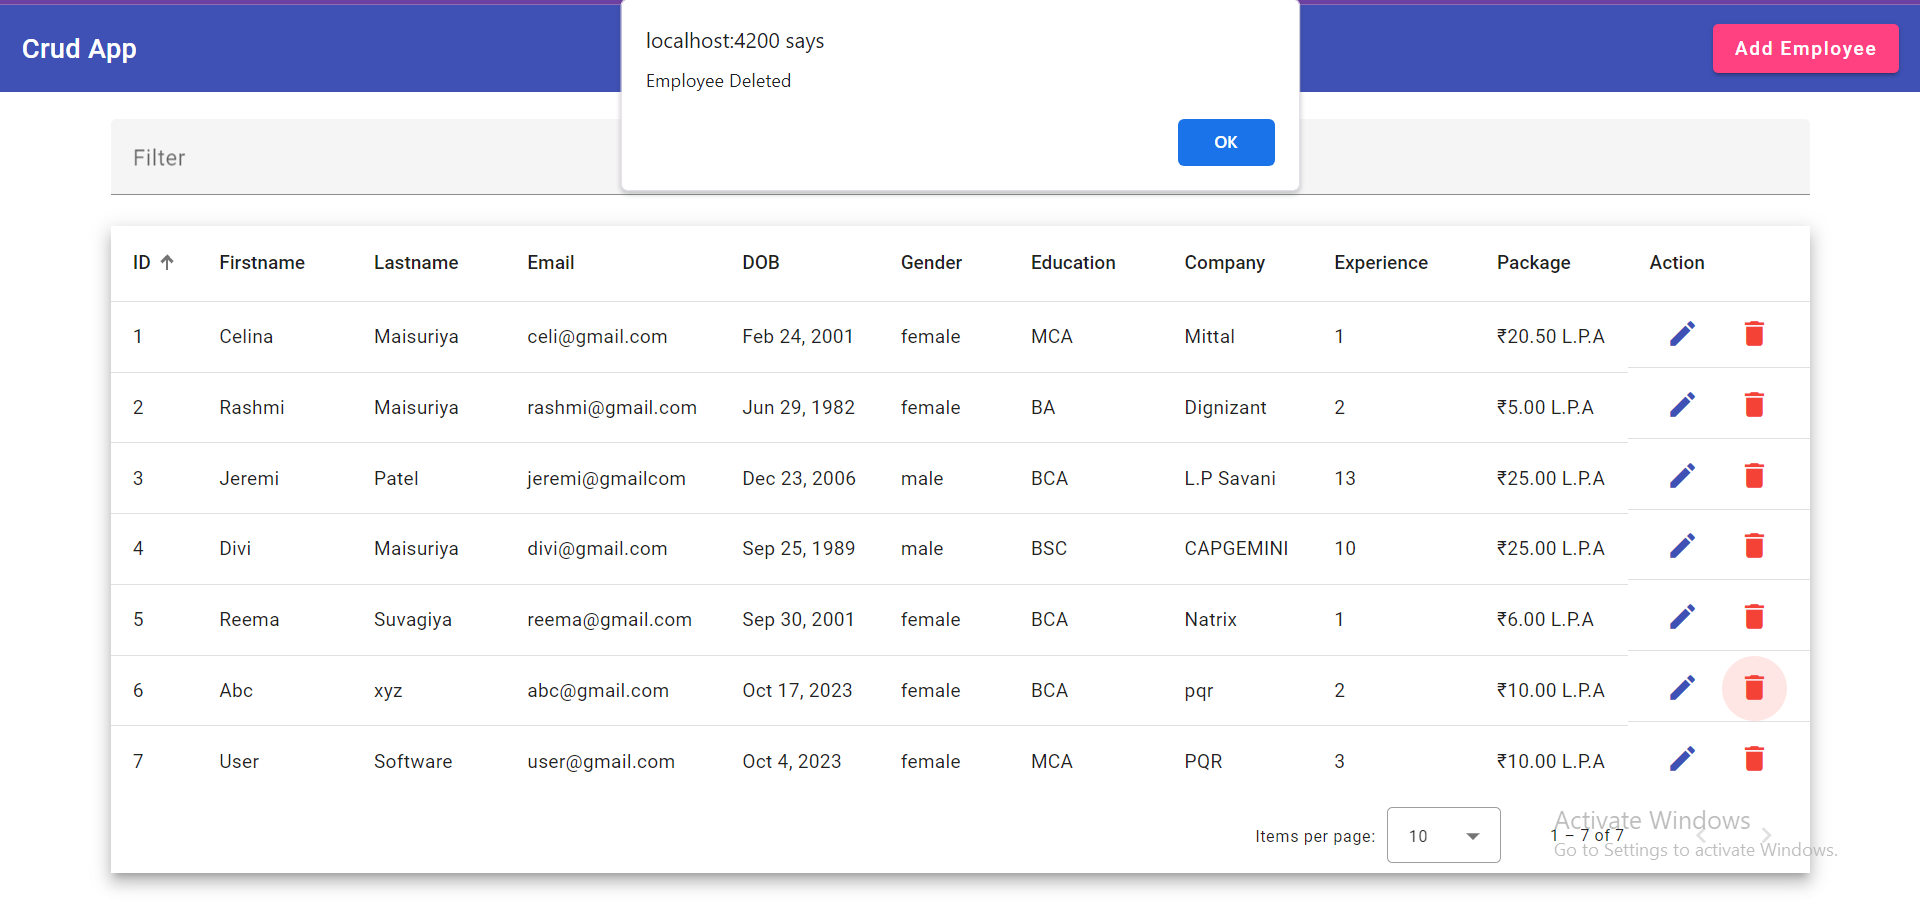 Crud App
localhost:4200 says
Employee Deleted
OK
Add Employee
Filter
ID Firstname Lastname Email DOB Gender Education Company Experience Package Action
1 Celina Maisuriya celi@gmail.com Feb 24, 2001 female MCA Mittal 1 ₹20.50 L.P.A
2 Rashmi Maisuriya rashmi@gmail.com Jun 29, 1982 female BA Dignizant 2 ₹5.00 L.P.A
3 Jeremi Patel jeremi@gmailcom Dec 23, 2006 male BCA L.P Savani 13 ₹25.00 L.P.A
4 Divi Maisuriya divi@gmail.com Sep 25, 1989 male BSC CAPGEMINI 10 ₹25.00 L.P.A
5 Reema Suvagiya reema@gmail.com Sep 30, 2001 female BCA Natrix 1 ₹6.00 L.P.A
6 Abc xyz abc@gmail.com Oct 17, 2023 female BCA pqr 2 ₹10.00 L.P.A
7 User Software user@gmail.com Oct 4, 2023 female MCA PQR 3 ₹10.00 L.P.A
Items per page: 10 1 – 7 of 7
Activate Windows
Go to Settings to activate Windows.